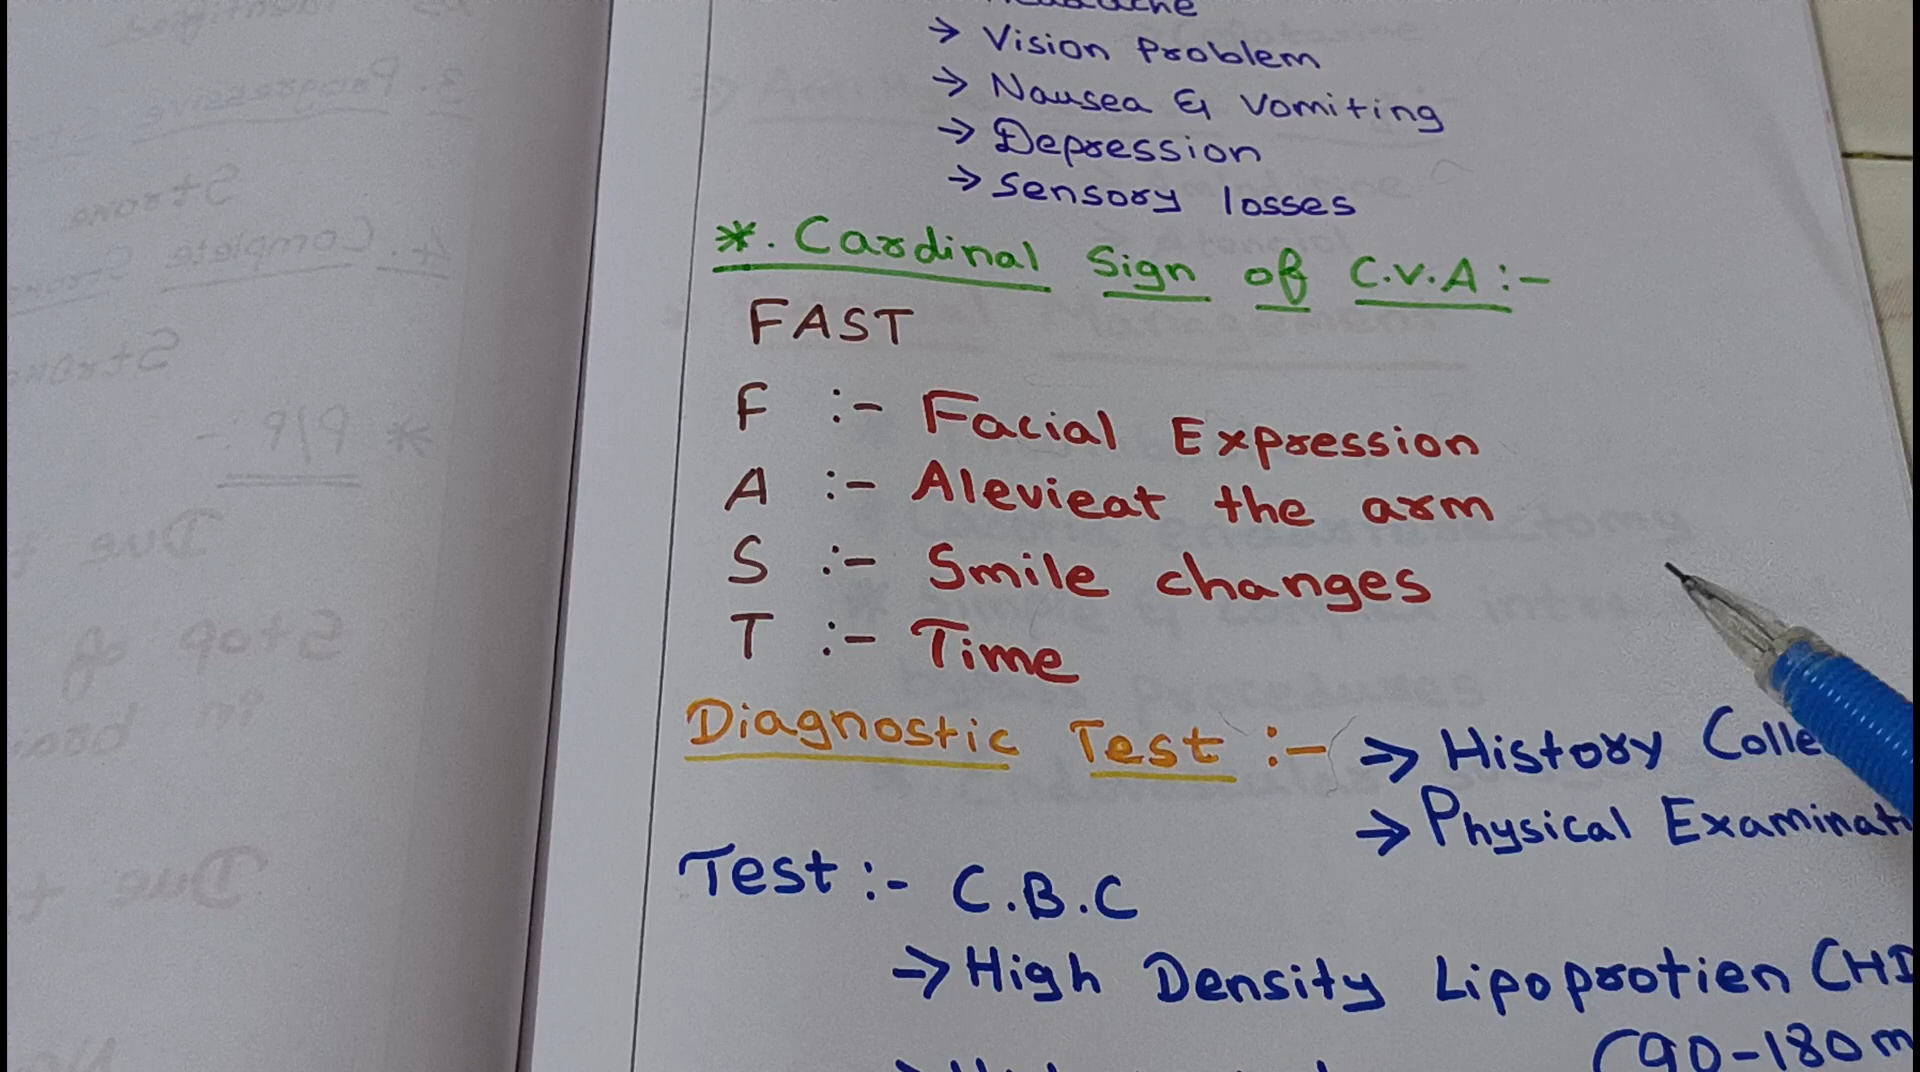 → Vision Problem
→ Nausea & Vomiting
→ Depression
→ Sensory losses
*. Cardinal Sign of C.V.A :-
FAST
F :- Facial Expression
A :- Alevieat the arm
S :- Smile changes
T :- Time
Diagnostic Test :- → History Colle
→ Physical Examinat
Test :- C.B.C
→ High Density Lipoprotien (HD
(90-180 m